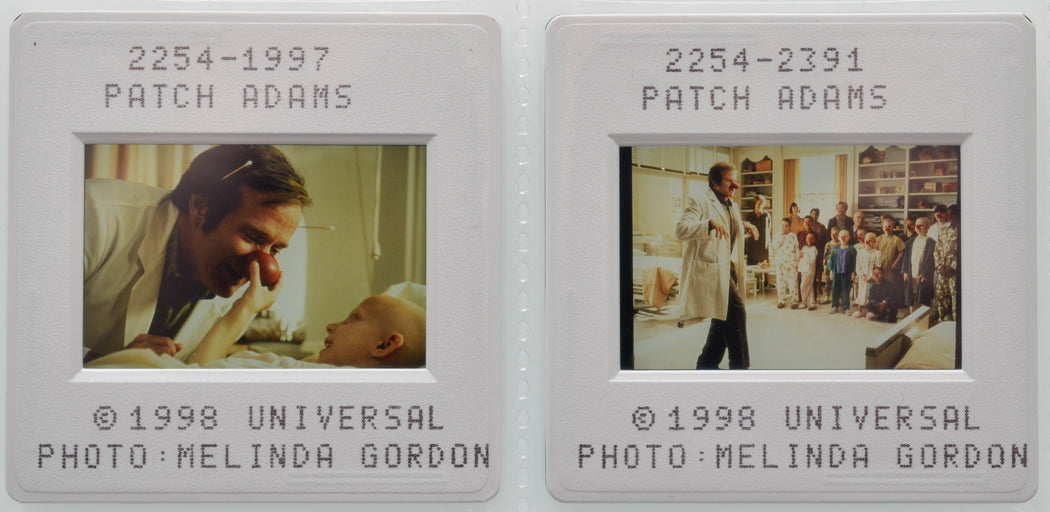 2254-1997
PATCH ADAMS
© 1998 UNIVERSAL
PHOTO: MELINDA GORDON
2254-2391
PATCH ADAMS
© 1998 UNIVERSAL
PHOTO: MELINDA GORDON